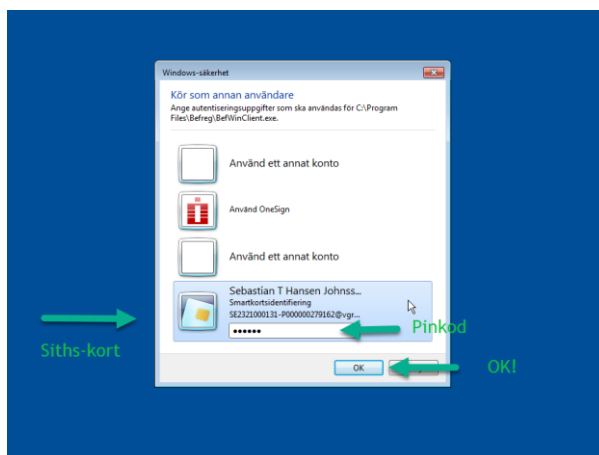 Windows-säkerhet
Kör som annan användare
Ange autentiseringsuppgifter som ska användas för C:\Program
Files\Befreg\BefWinClient.exe.
Använd ett annat konto
Använd OneSign
Använd ett annat konto
Sebastian T Hansen Johnss...
Smartkortsidentifiering
SE2321000131-P000000279162@vgr...
••••••
Pinkod
Siths-kort
OK
OK!